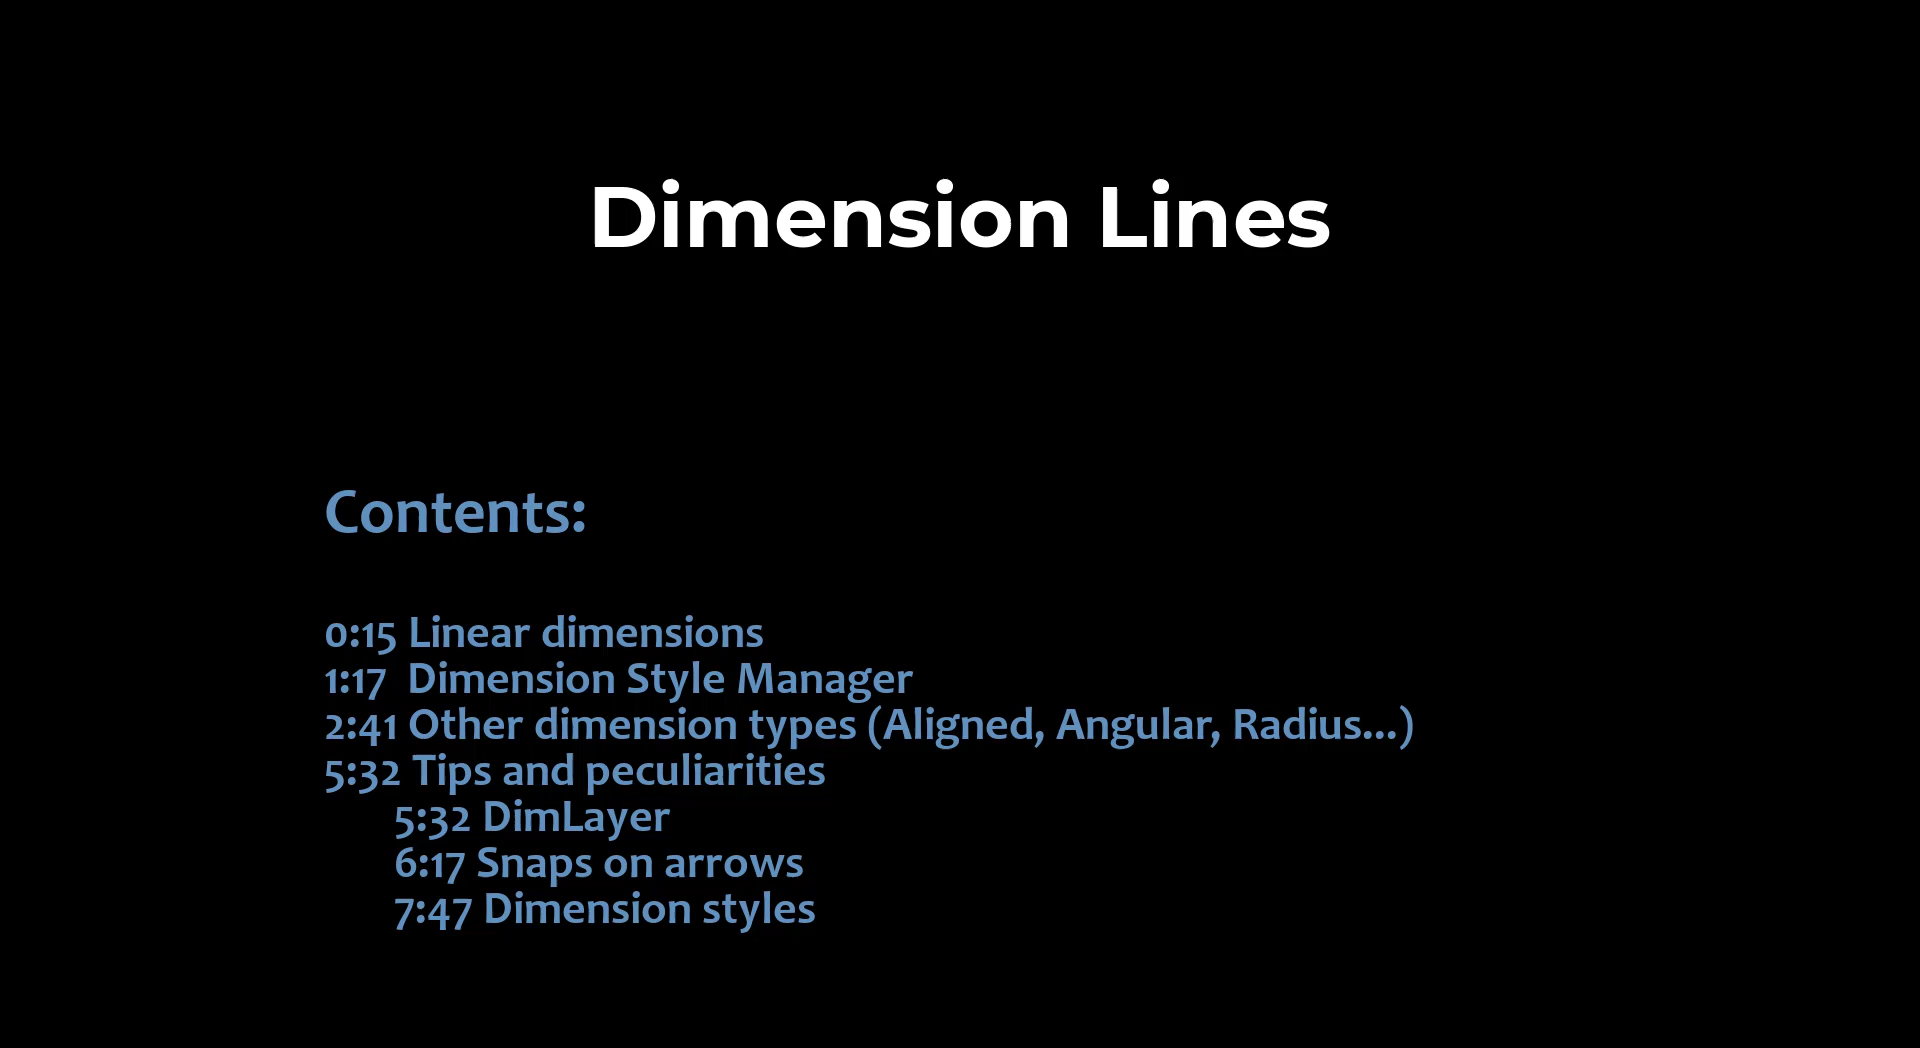 Dimension Lines
Contents:
0:15 Linear dimensions
1:17 Dimension Style Manager
2:41 Other dimension types (Aligned, Angular, Radius...)
5:32 Tips and peculiarities
5:32 DimLayer
6:17 Snaps on arrows
7:47 Dimension styles